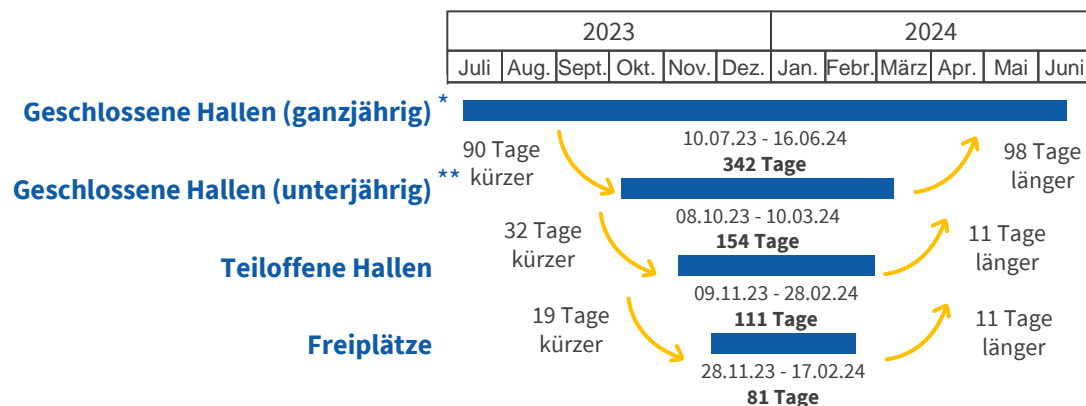 2023 2024
Juli Aug. Sept. Okt. Nov. Dez. Jan. Febr. März Apr. Mai Juni
Geschlossene Hallen (ganzjährig) *
10.07.23 - 16.06.24
342 Tage
90 Tage
kürzer
98 Tage
länger
Geschlossene Hallen (unterjährig) **
08.10.23 - 10.03.24
154 Tage
32 Tage
kürzer
11 Tage
länger
Teiloffene Hallen
09.11.23 - 28.02.24
111 Tage
19 Tage
kürzer
11 Tage
länger
Freiplätze
28.11.23 - 17.02.24
81 Tage